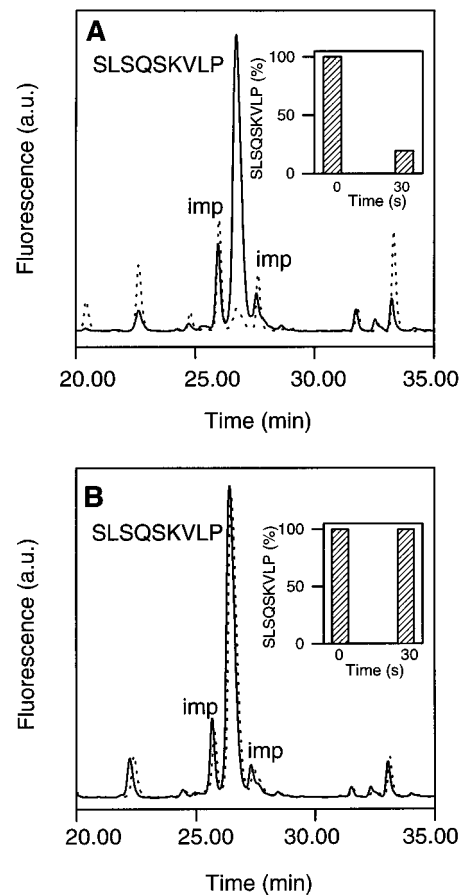 A
SLSQSKVLP
imp
imp
Fluorescence (a.u.)
20.00 25.00 30.00 35.00
Time (min)
SLSQSKVLP (%)
100
50
0
0 30
Time (s)
B
SLSQSKVLP
imp
imp
Fluorescence (a.u.)
20.00 25.00 30.00 35.00
Time (min)
SLSQSKVLP (%)
100
50
0
0 30
Time (s)